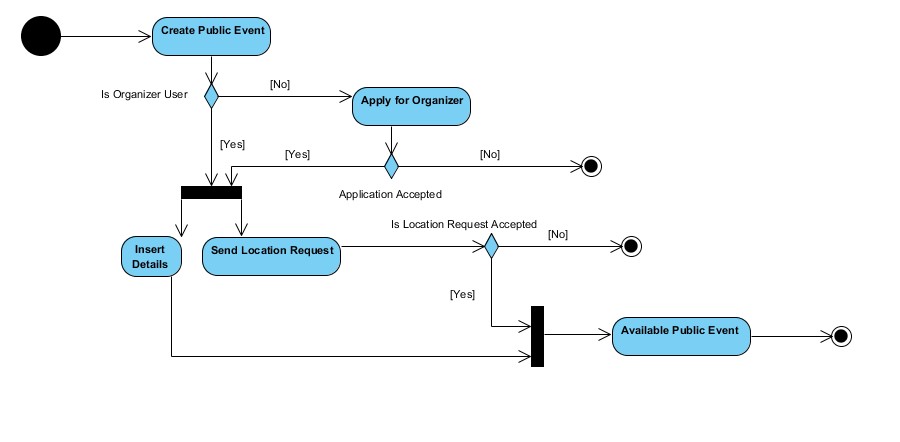 Create Public Event
Is Organizer User
[No]
Apply for Organizer
[Yes]
[Yes]
[No]
Application Accepted
Is Location Request Accepted
[No]
Insert
Details
Send Location Request
[Yes]
Available Public Event